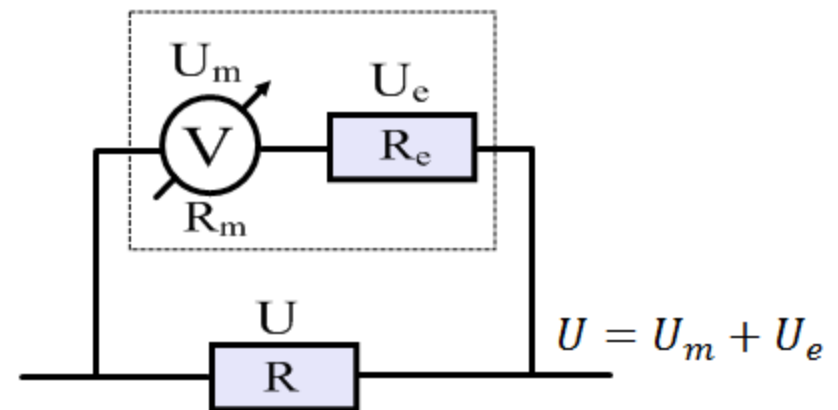 Uₘ
Uₑ
V
Rₑ
Rₘ
U
R
U = Uₘ + Uₑ